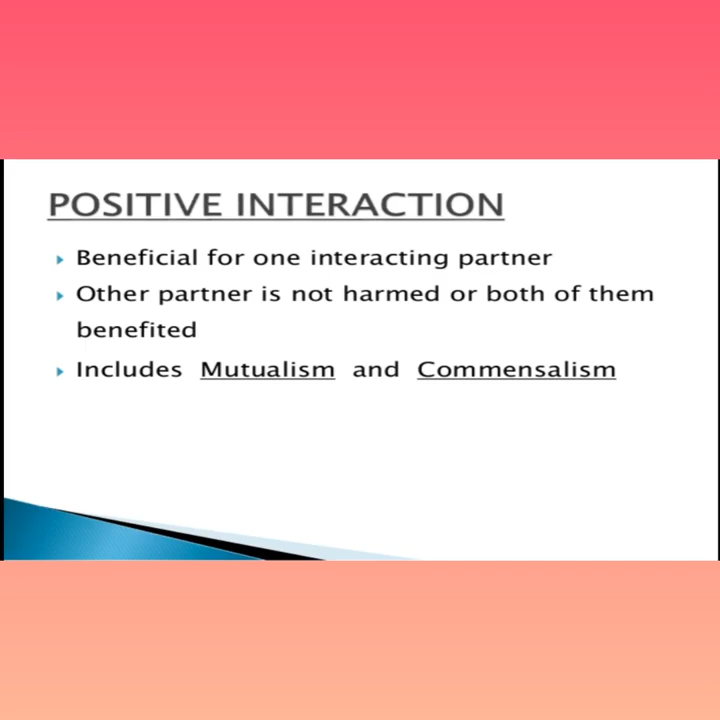 POSITIVE INTERACTION
Beneficial for one interacting partner
Other partner is not harmed or both of them
benefited
Includes Mutualism and Commensalism